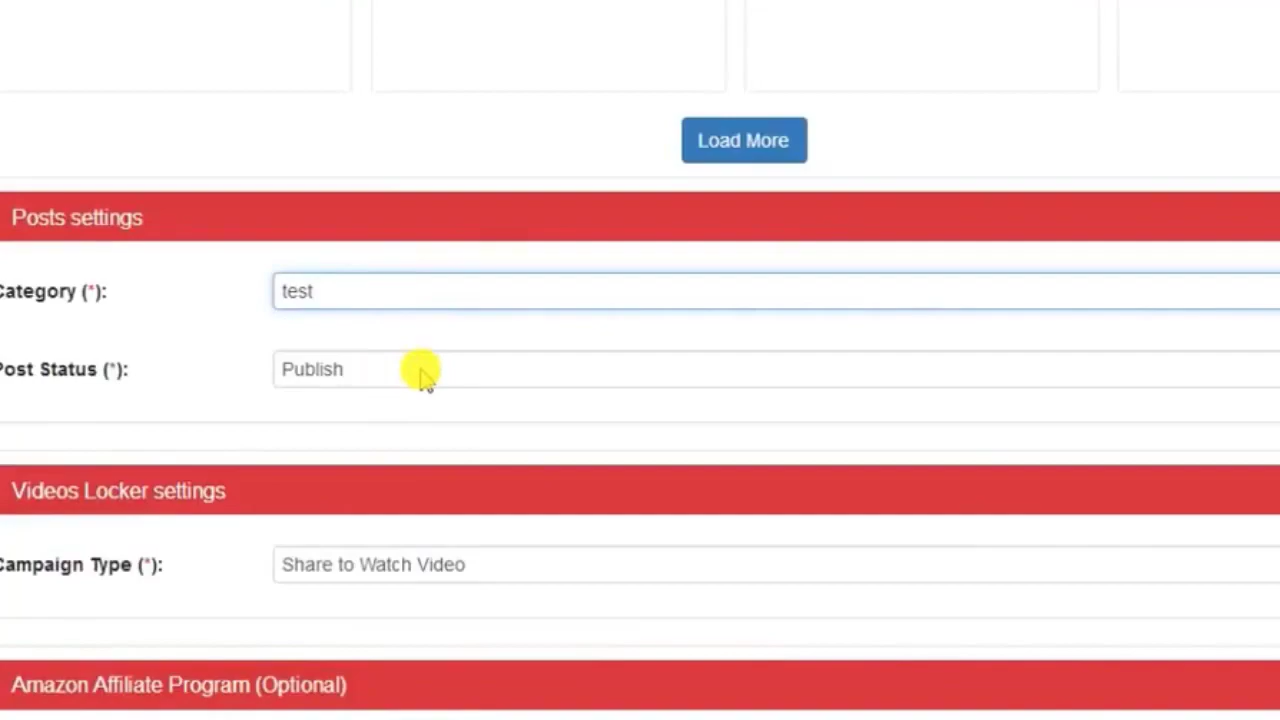 Load More
Posts settings
Category (*):
test
Post Status (*):
Publish
Videos Locker settings
Campaign Type (*):
Share to Watch Video
Amazon Affiliate Program (Optional)